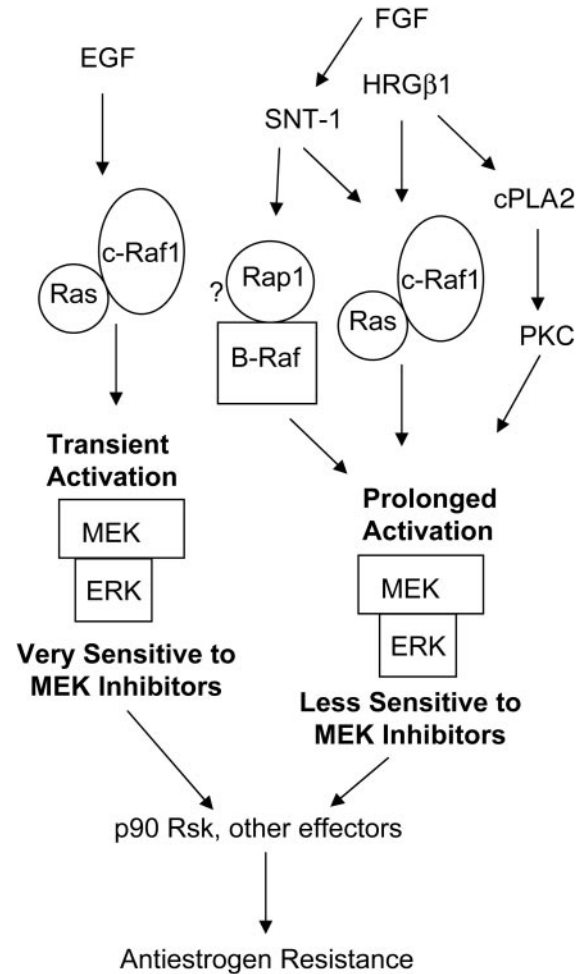 FGF
EGF
HRGβ1
SNT-1
cPLA2
c-Raf1
Ras
Rap1
?
B-Raf
c-Raf1
Ras
PKC
Transient
Activation
MEK
ERK
Very Sensitive to
MEK Inhibitors
Prolonged
Activation
MEK
ERK
Less Sensitive to
MEK Inhibitors
p90 Rsk, other effectors
Antiestrogen Resistance